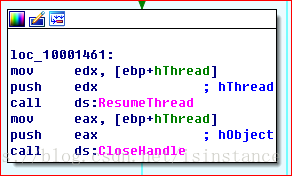 loc_10001461:
mov edx, [ebp+hThread]
push edx ; hThread
call ds:ResumeThread
mov eax, [ebp+hThread]
push eax ; hObject
call ds:CloseHandle